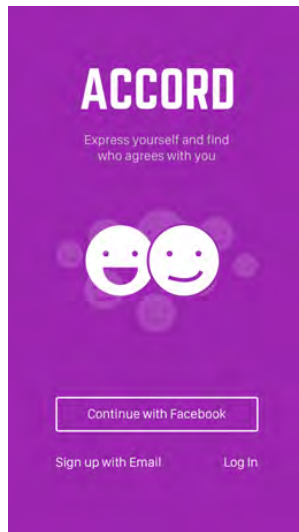 ACCORD
Express yourself and find
who agrees with you
Continue with Facebook
Sign up with Email
Log In